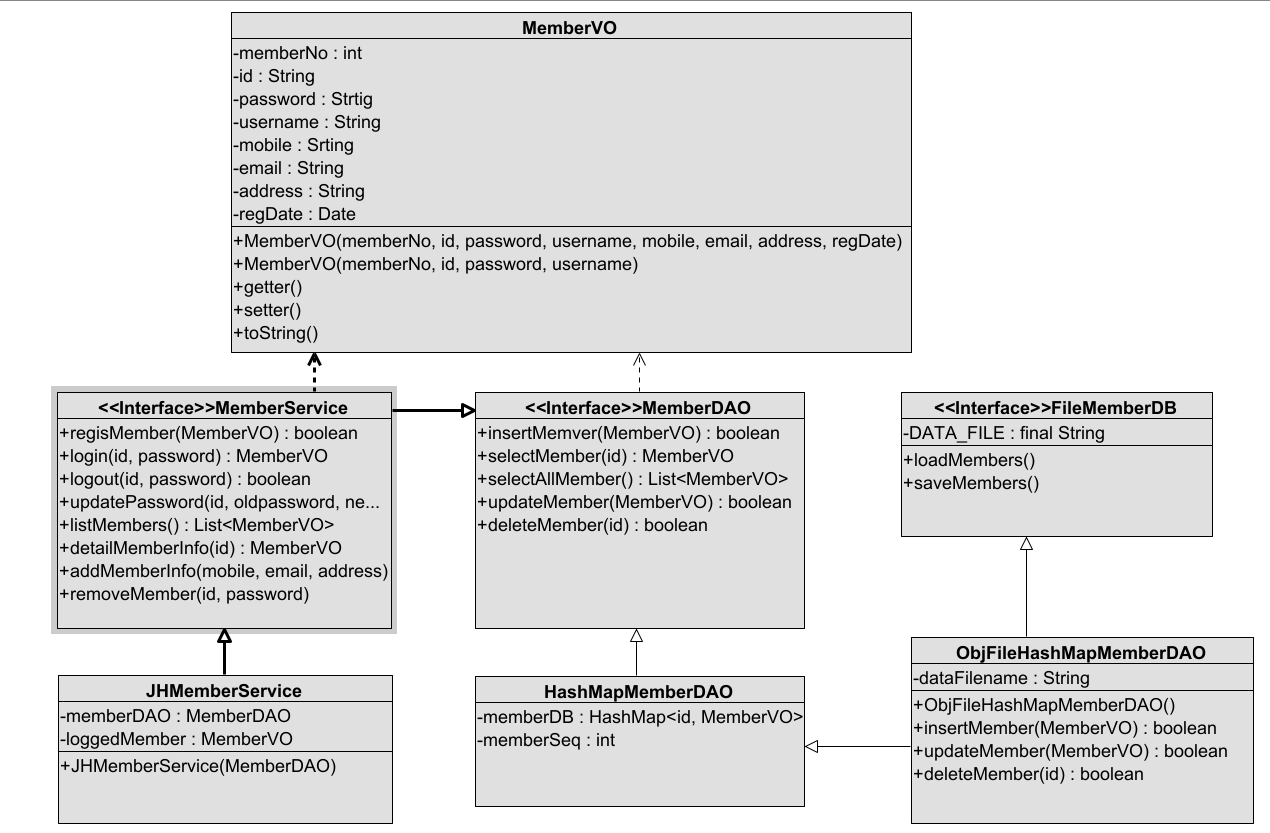 MemberVO
-memberNo : int
-id : String
-password : Strtig
-username : String
-mobile : Srting
-email : String
-address : String
-regDate : Date
+MemberVO(memberNo, id, password, username, mobile, email, address, regDate)
+MemberVO(memberNo, id, password, username)
+getter()
+setter()
+toString()
<<Interface>>MemberService
+regisMember(MemberVO) : boolean
+login(id, password) : MemberVO
+logout(id, password) : boolean
+updatePassword(id, oldpassword, ne...
+listMembers() : List<MemberVO>
+detailMemberInfo(id) : MemberVO
+addMemberInfo(mobile, email, address)
+removeMember(id, password)
<<Interface>>MemberDAO
+insertMemver(MemberVO) : boolean
+selectMember(id) : MemberVO
+selectAllMember() : List<MemberVO>
+updateMember(MemberVO) : boolean
+deleteMember(id) : boolean
<<Interface>>FileMemberDB
-DATA_FILE : final String
+loadMembers()
+saveMembers()
JHMemberService
-memberDAO : MemberDAO
-loggedMember : MemberVO
+JHMemberService(MemberDAO)
HashMapMemberDAO
-memberDB : HashMap<id, MemberVO>
-memberSeq : int
ObjFileHashMapMemberDAO
-dataFilename : String
+ObjFileHashMapMemberDAO()
+insertMember(MemberVO) : boolean
+updateMember(MemberVO) : boolean
+deleteMember(id) : boolean